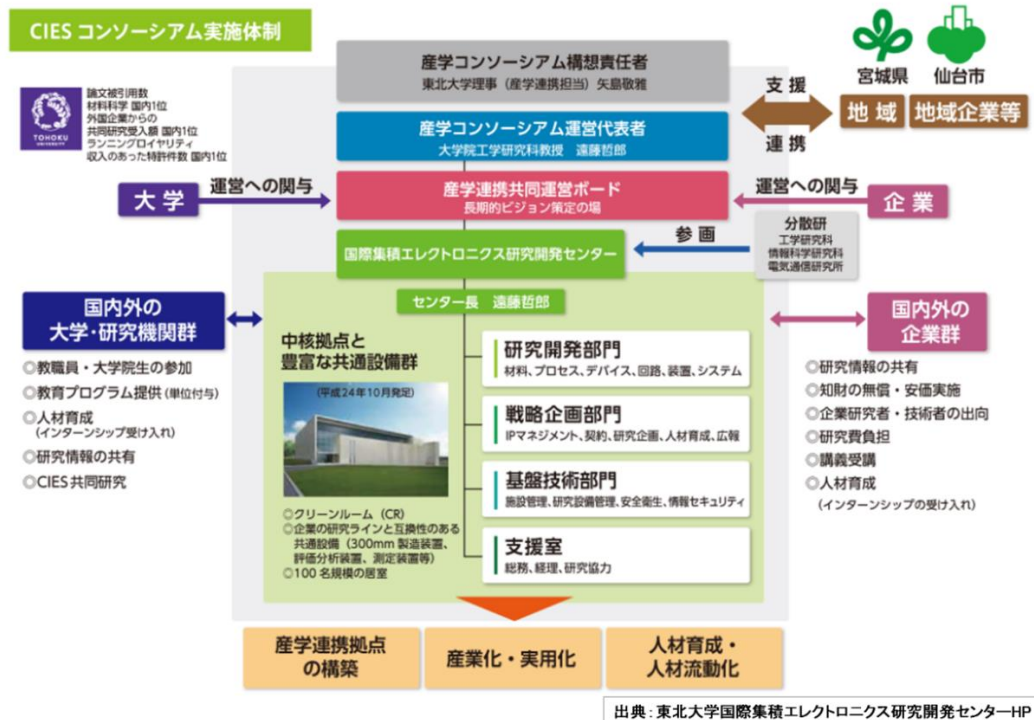 CIES コンソーシアム実施体制
産学コンソーシアム構想責任者
東北大学理事（産学連携担当）矢島敬雅
宮城県
仙台市
支援
連携
地域
地域企業等
TOHOKU
UNIVERSITY
論文被引用数
材料科学 国内1位
外国企業からの
共同研究受入額 国内1位
ランニングロイヤリティ
収入のあった特許件数 国内1位
産学コンソーシアム運営代表者
大学院工学研究科教授　遠藤哲郎
大学
運営への関与
産学連携共同運営ボード
長期的ビジョン策定の場
運営への関与
企業
国際集積エレクトロニクス研究開発センター
参画
分散研
工学研究科
情報科学研究科
電気通信研究所
センター長　遠藤哲郎
国内外の
大学・研究機関群
◎教職員・大学院生の参加
◎教育プログラム提供（単位付与）
◎人材育成
（インターンシップ受け入れ）
◎研究情報の共有
◎CIES共同研究
中核拠点と
豊富な共通設備群
（平成24年10月発足）
◎クリーンルーム（CR）
◎企業の研究ラインと互換性のある
共通設備（300mm 製造装置、
評価分析装置、測定装置等）
◎100名規模の居室
研究開発部門
材料、プロセス、デバイス、回路、装置、システム
戦略企画部門
IPマネジメント、契約、研究企画、人材育成、広報
基盤技術部門
施設管理、研究設備管理、安全衛生、情報セキュリティ
支援室
総務、経理、研究協力
国内外の
企業群
◎研究情報の共有
◎知財の無償・安価実施
◎企業研究者・技術者の出向
◎研究費負担
◎講義受講
◎人材育成
（インターンシップの受け入れ）
産学連携拠点
の構築
産業化・実用化
人材育成・
人材流動化
出典：東北大学国際集積エレクトロニクス研究開発センターHP